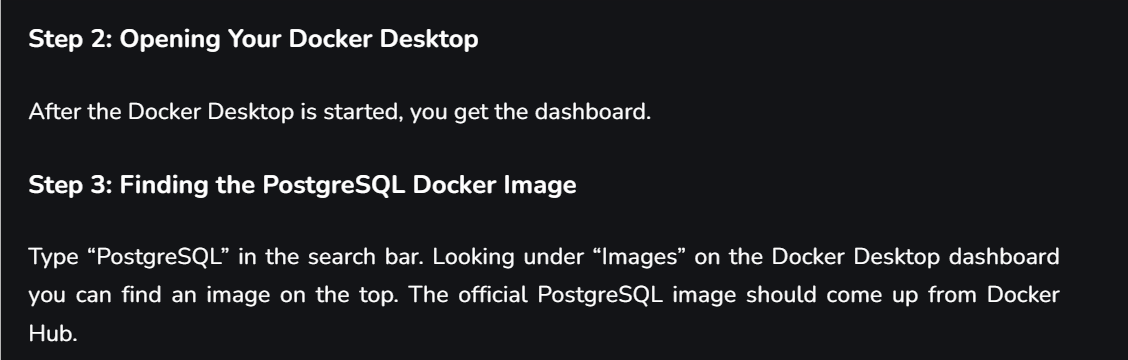 Step 2: Opening Your Docker Desktop
After the Docker Desktop is started, you get the dashboard.
Step 3: Finding the PostgreSQL Docker Image
Type “PostgreSQL” in the search bar. Looking under “Images” on the Docker Desktop dashboard
you can find an image on the top. The official PostgreSQL image should come up from Docker
Hub.